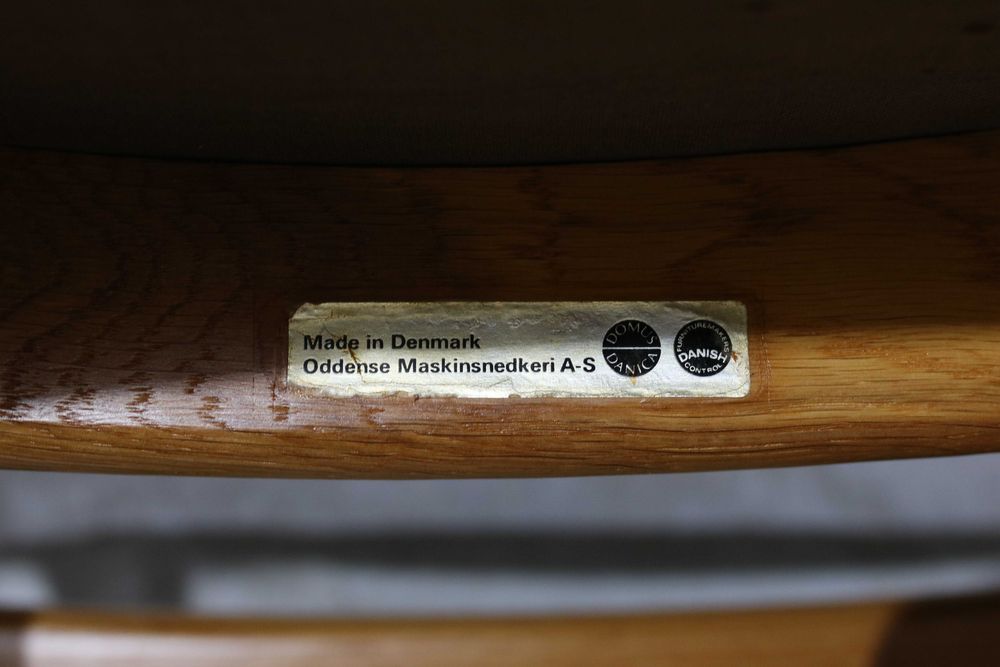 Made in Denmark
Oddense Maskinsnedkeri A-S
DOMUS
DANICA
FURNITUREMAKERS
DANISH
CONTROL